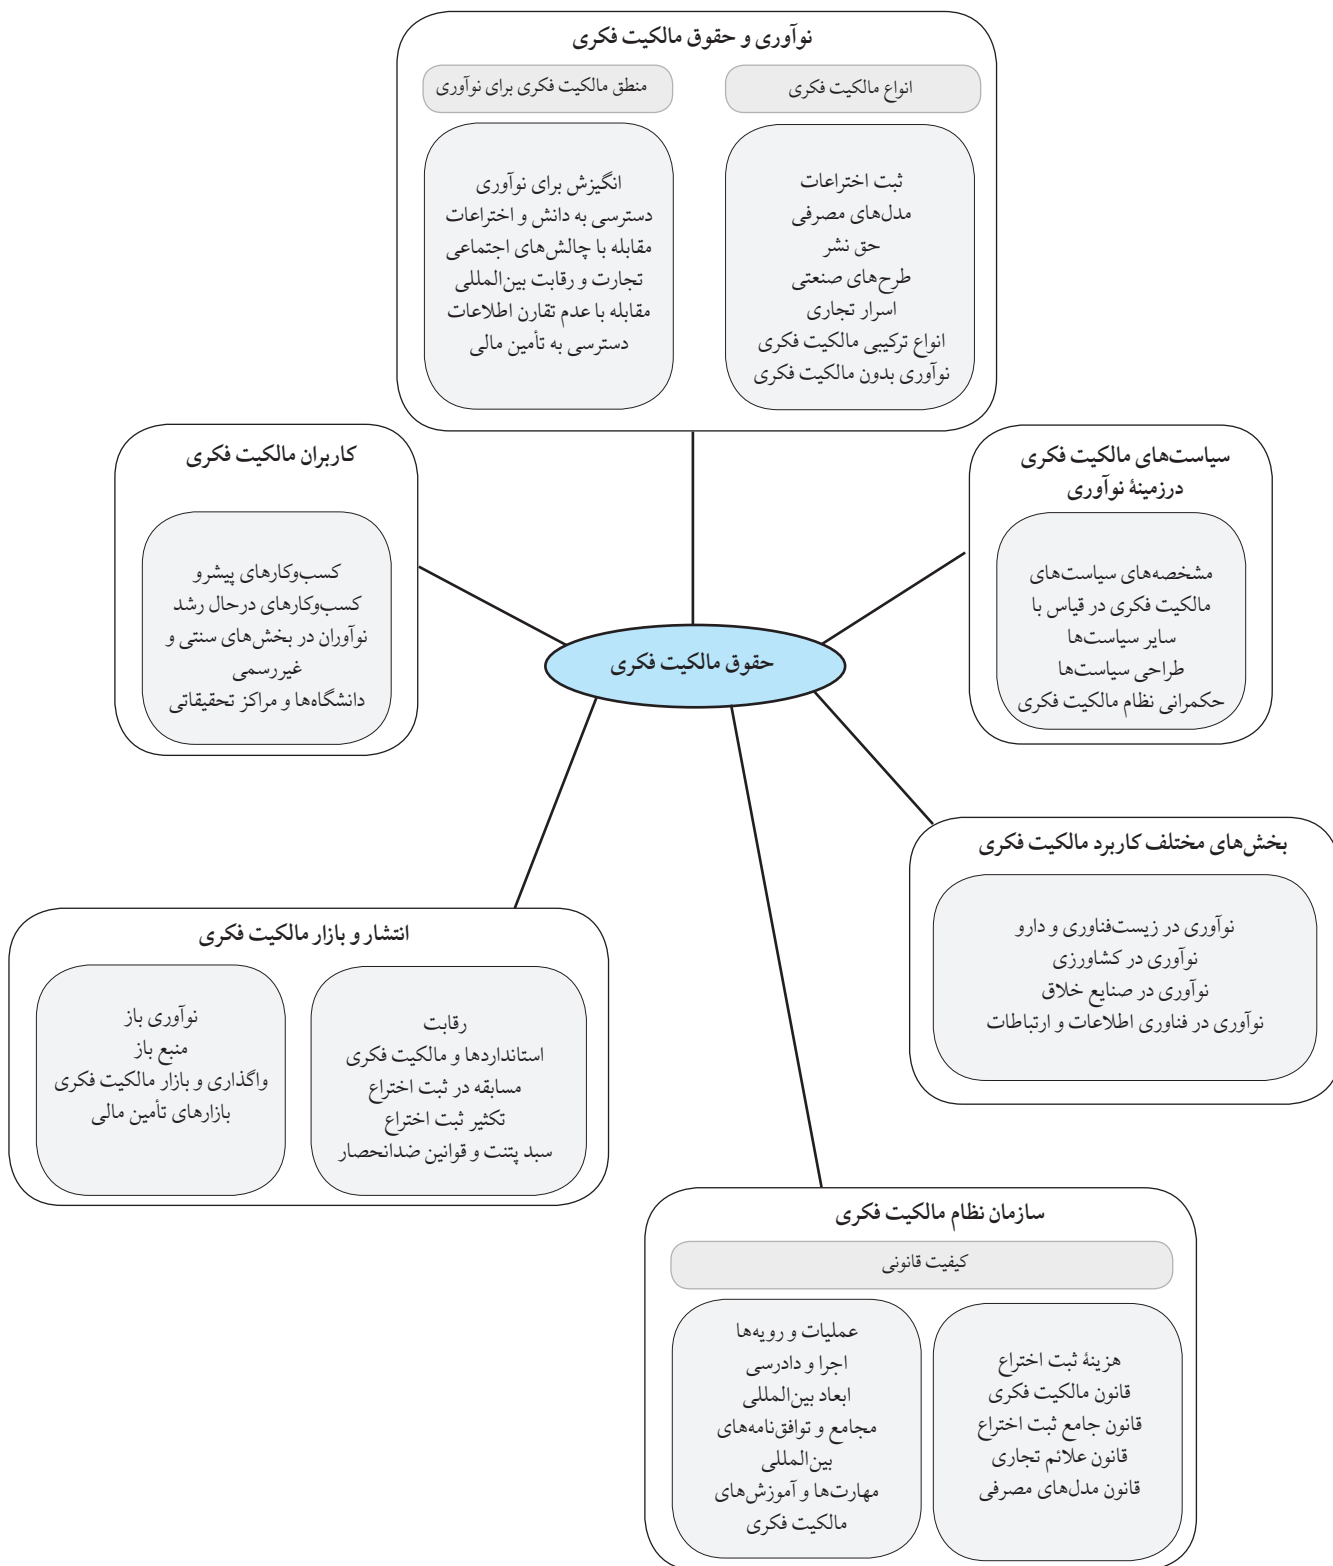 نوآوری و حقوق مالکیت فکری
انواع مالکیت فکری
ثبت اختراعات
مدل‌های مصرفی
حق نشر
طرح‌های صنعتی
اسرار تجاری
انواع ترکیبی مالکیت فکری
نوآوری بدون مالکیت فکری
منطق مالکیت فکری برای نوآوری
انگیزش برای نوآوری
دسترسی به دانش و اختراعات
مقابله با چالش‌های اجتماعی
تجارت و رقابت بین‌المللی
مقابله با عدم تقارن اطلاعات
دسترسی به تأمین مالی
سیاست‌های مالکیت فکری
درزمینهٔ نوآوری
مشخصه‌های سیاست‌های
مالکیت فکری در قیاس با
سایر سیاست‌ها
طراحی سیاست‌ها
حکمرانی نظام مالکیت فکری
کاربران مالکیت فکری
کسب‌وکارهای پیشرو
کسب‌وکارهای درحال رشد
نوآوران در بخش‌های سنتی و
غیررسمی
دانشگاه‌ها و مراکز تحقیقاتی
حقوق مالکیت فکری
بخش‌های مختلف کاربرد مالکیت فکری
نوآوری در زیست‌فناوری و دارو
نوآوری در کشاورزی
نوآوری در صنایع خلاق
نوآوری در فناوری اطلاعات و ارتباطات
انتشار و بازار مالکیت فکری
رقابت
استانداردها و مالکیت فکری
مسابقه در ثبت اختراع
تکثیر ثبت اختراع
سبد پتنت و قوانین ضدانحصار
نوآوری باز
منبع باز
واگذاری و بازار مالکیت فکری
بازارهای تأمین مالی
سازمان نظام مالکیت فکری
کیفیت قانونی
هزینهٔ ثبت اختراع
قانون مالکیت فکری
قانون جامع ثبت اختراع
قانون علائم تجاری
قانون مدل‌های مصرفی
عملیات و رویه‌ها
اجرا و دادرسی
ابعاد بین‌المللی
مجامع و توافق‌نامه‌های
بین‌المللی
مهارت‌ها و آموزش‌های
مالکیت فکری